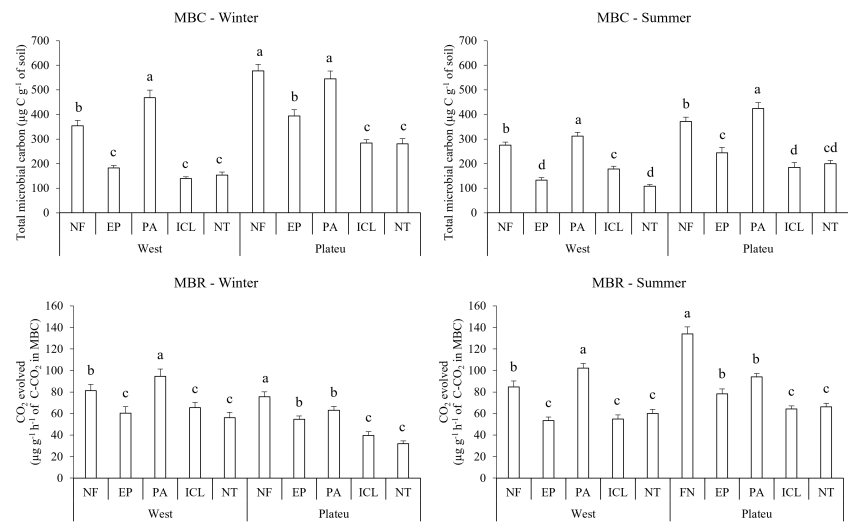 MBC - Winter
Total microbial carbon (µg C g⁻¹ of soil)
700
600
500
400
300
200
100
0
b
c
a
c
c
a
b
a
c
c
NF EP PA ICL NT NF EP PA ICL NT
West Plateu
MBC - Summer
Total microbial carbon (µg C g⁻¹ of soil)
700
600
500
400
300
200
100
0
b
d
a
c
d
b
c
a
d
cd
NF EP PA ICL NT NF EP PA ICL NT
West Plateu
MBR - Winter
CO₂ evolved
(µg g⁻¹ h⁻¹ of C-CO₂ in MBC)
160
140
120
100
80
60
40
20
0
b
c
a
c
c
a
b
b
c
c
NF EP PA ICL NT NF EP PA ICL NT
West Plateu
MBR - Summer
CO₂ evolved
(µg g⁻¹ h⁻¹ of C-CO₂ in MBC)
160
140
120
100
80
60
40
20
0
b
c
a
c
c
a
b
b
c
c
NF EP PA ICL NT FN EP PA ICL NT
West Plateu